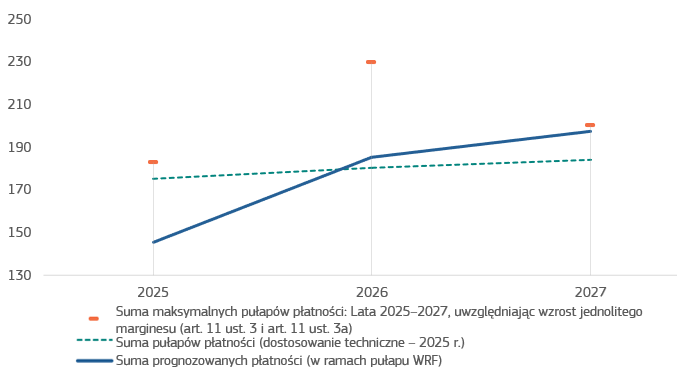 250
230
210
190
170
150
130
2025
2026
2027
Suma maksymalnych pułapów płatności: Lata 2025–2027, uwzględniając wzrost jednolitego
marginesu (art. 11 ust. 3 i art. 11 ust. 3a)
Suma pułapów płatności (dostosowanie techniczne – 2025 r.)
Suma prognozowanych płatności (w ramach pułapu WRF)